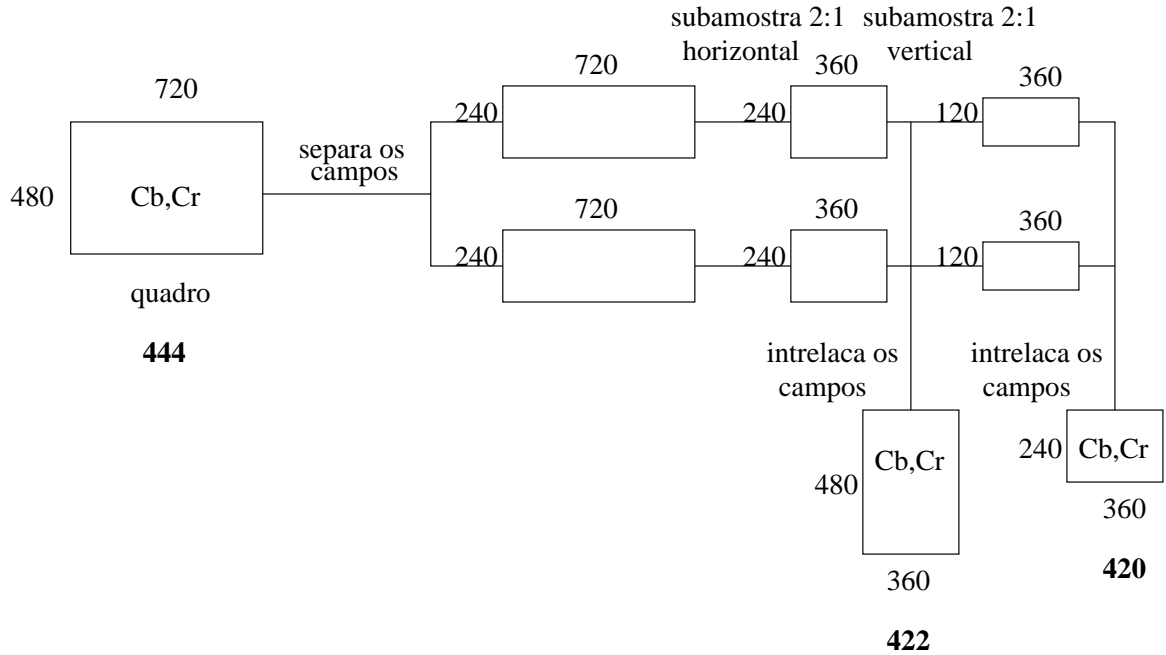 subamostra 2:1
horizontal
subamostra 2:1
vertical
720
480
Cb,Cr
quadro
444
separa os
campos
720
240
360
240
360
120
720
240
360
240
360
120
intrelaca os
campos
intrelaca os
campos
480
Cb,Cr
360
422
240
Cb,Cr
360
420